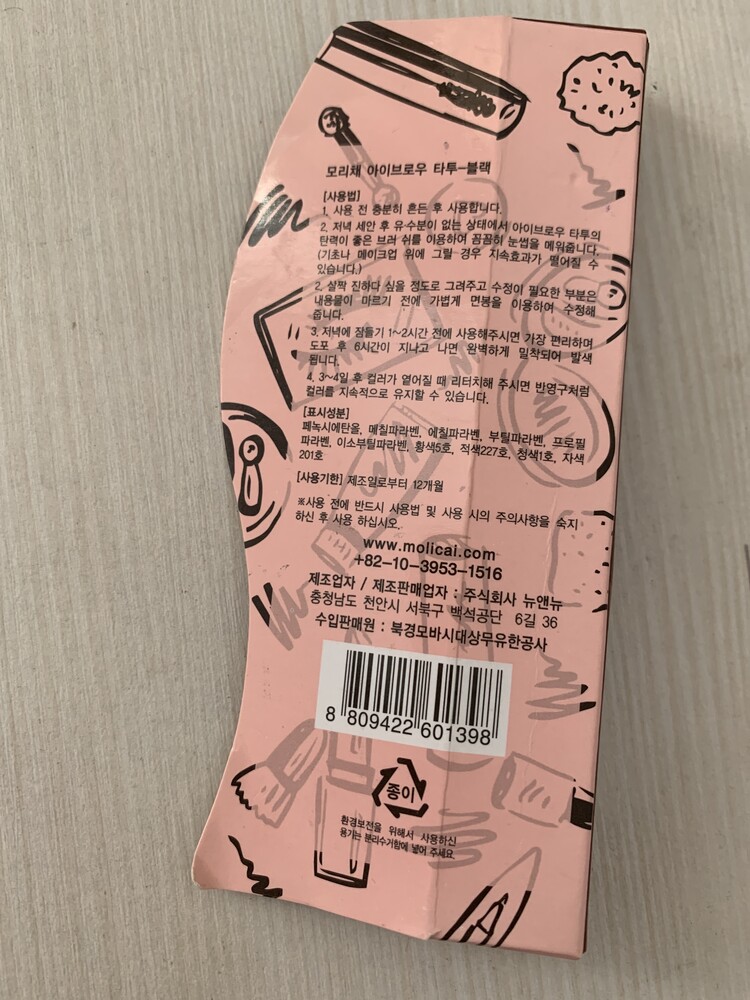 모리채 아이브로우 타투-블랙
[사용법]
1. 사용 전 충분히 흔든 후 사용합니다.
2. 저녁 세안 후 유·수분이 없는 상태에서 아이브로우 타투의
탄력이 좋은 브러 쉬를 이용하여 꼼꼼히 눈썹을 메워줍니다.
(기초나 메이크업 위에 그릴 경우 지속효과가 떨어질 수
있습니다.)
2. 살짝 진하다 싶을 정도로 그려주고 수정이 필요한 부분은
내용물이 마르기 전에 가볍게 면봉을 이용하여 수정해
줍니다.
3. 저녁에 잠들기 1~2시간 전에 사용해주시면 가장 편리하며
도포 후 6시간이 지나고 나면 완벽하게 밀착되어 발색
됩니다.
4. 3~4일 후 컬러가 옅어질 때 리터치해 주시면 반영구처럼
컬러를 지속적으로 유지할 수 있습니다.
[표시성분]
페녹시에탄올, 메칠파라벤, 에칠파라벤, 부틸파라벤, 프로필
파라벤, 이소부틸파라벤, 황색5호, 적색227호, 청색1호, 자색
201호
[사용기한] 제조일로부터 12개월
※사용 전에 반드시 사용법 및 사용 시의 주의사항을 숙지
하신 후 사용 하십시오.
www.molicai.com
+82-10-3953-1516
제조업자 / 제조판매업자 : 주식회사 뉴앤뉴
충청남도 천안시 서북구 백석공단 6길 36
수입판매원 : 북경모바시대상무유한공사
8 809422 601398
종이
환경보전을 위해서 사용하신
용기는 분리수거함에 넣어 주세요.